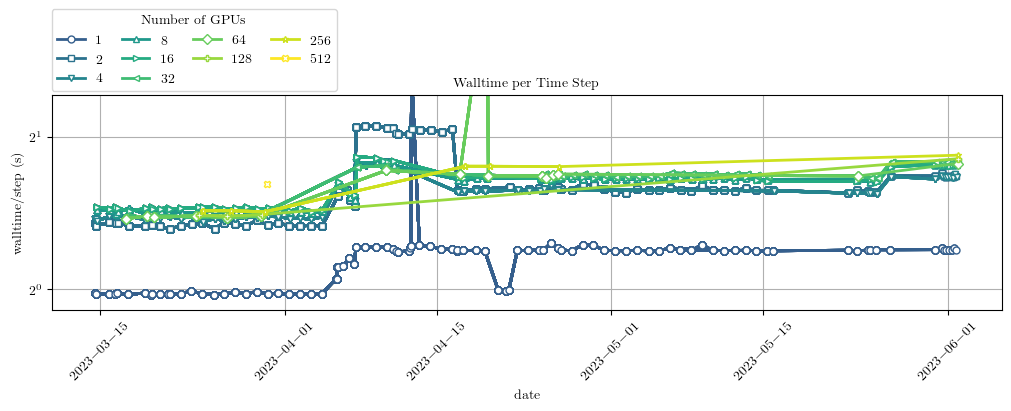 Number of GPUs
1 8 64 256
2 16 128 512
4 32
Walltime per Time Step
walltime/step (s)
2^1
2^0
2023−03−15 2023−04−01 2023−04−15 2023−05−01 2023−05−15 2023−06−01
date